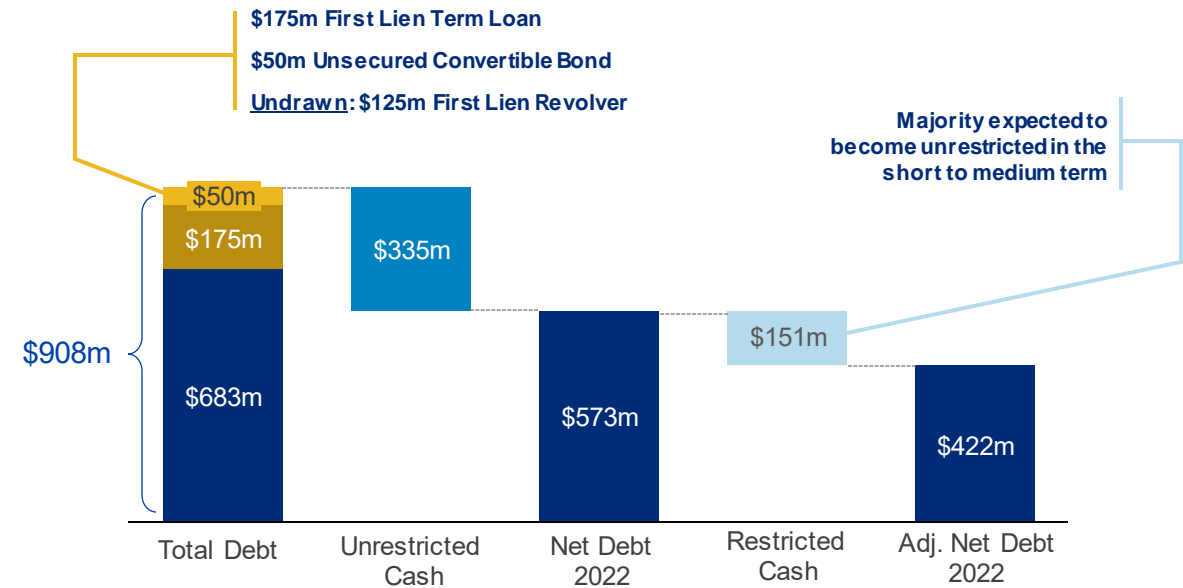 $175m First Lien Term Loan
$50m Unsecured Convertible Bond
Undrawn: $125m First Lien Revolver
Majority expected to
become unrestricted in the
short to medium term
$50m
$175m
$335m
$151m
$908m
$683m
$573m
$422m
Total Debt
Unrestricted
Cash
Net Debt
2022
Restricted
Cash
Adj. Net Debt
2022